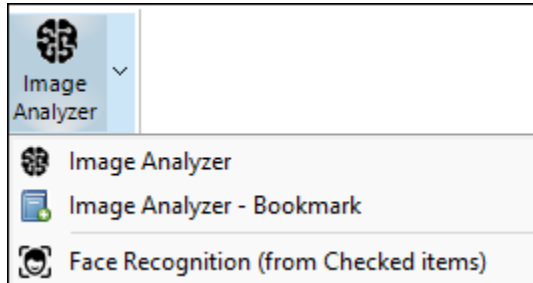 Image
Analyzer
Image Analyzer
Image Analyzer - Bookmark
Face Recognition (from Checked items)